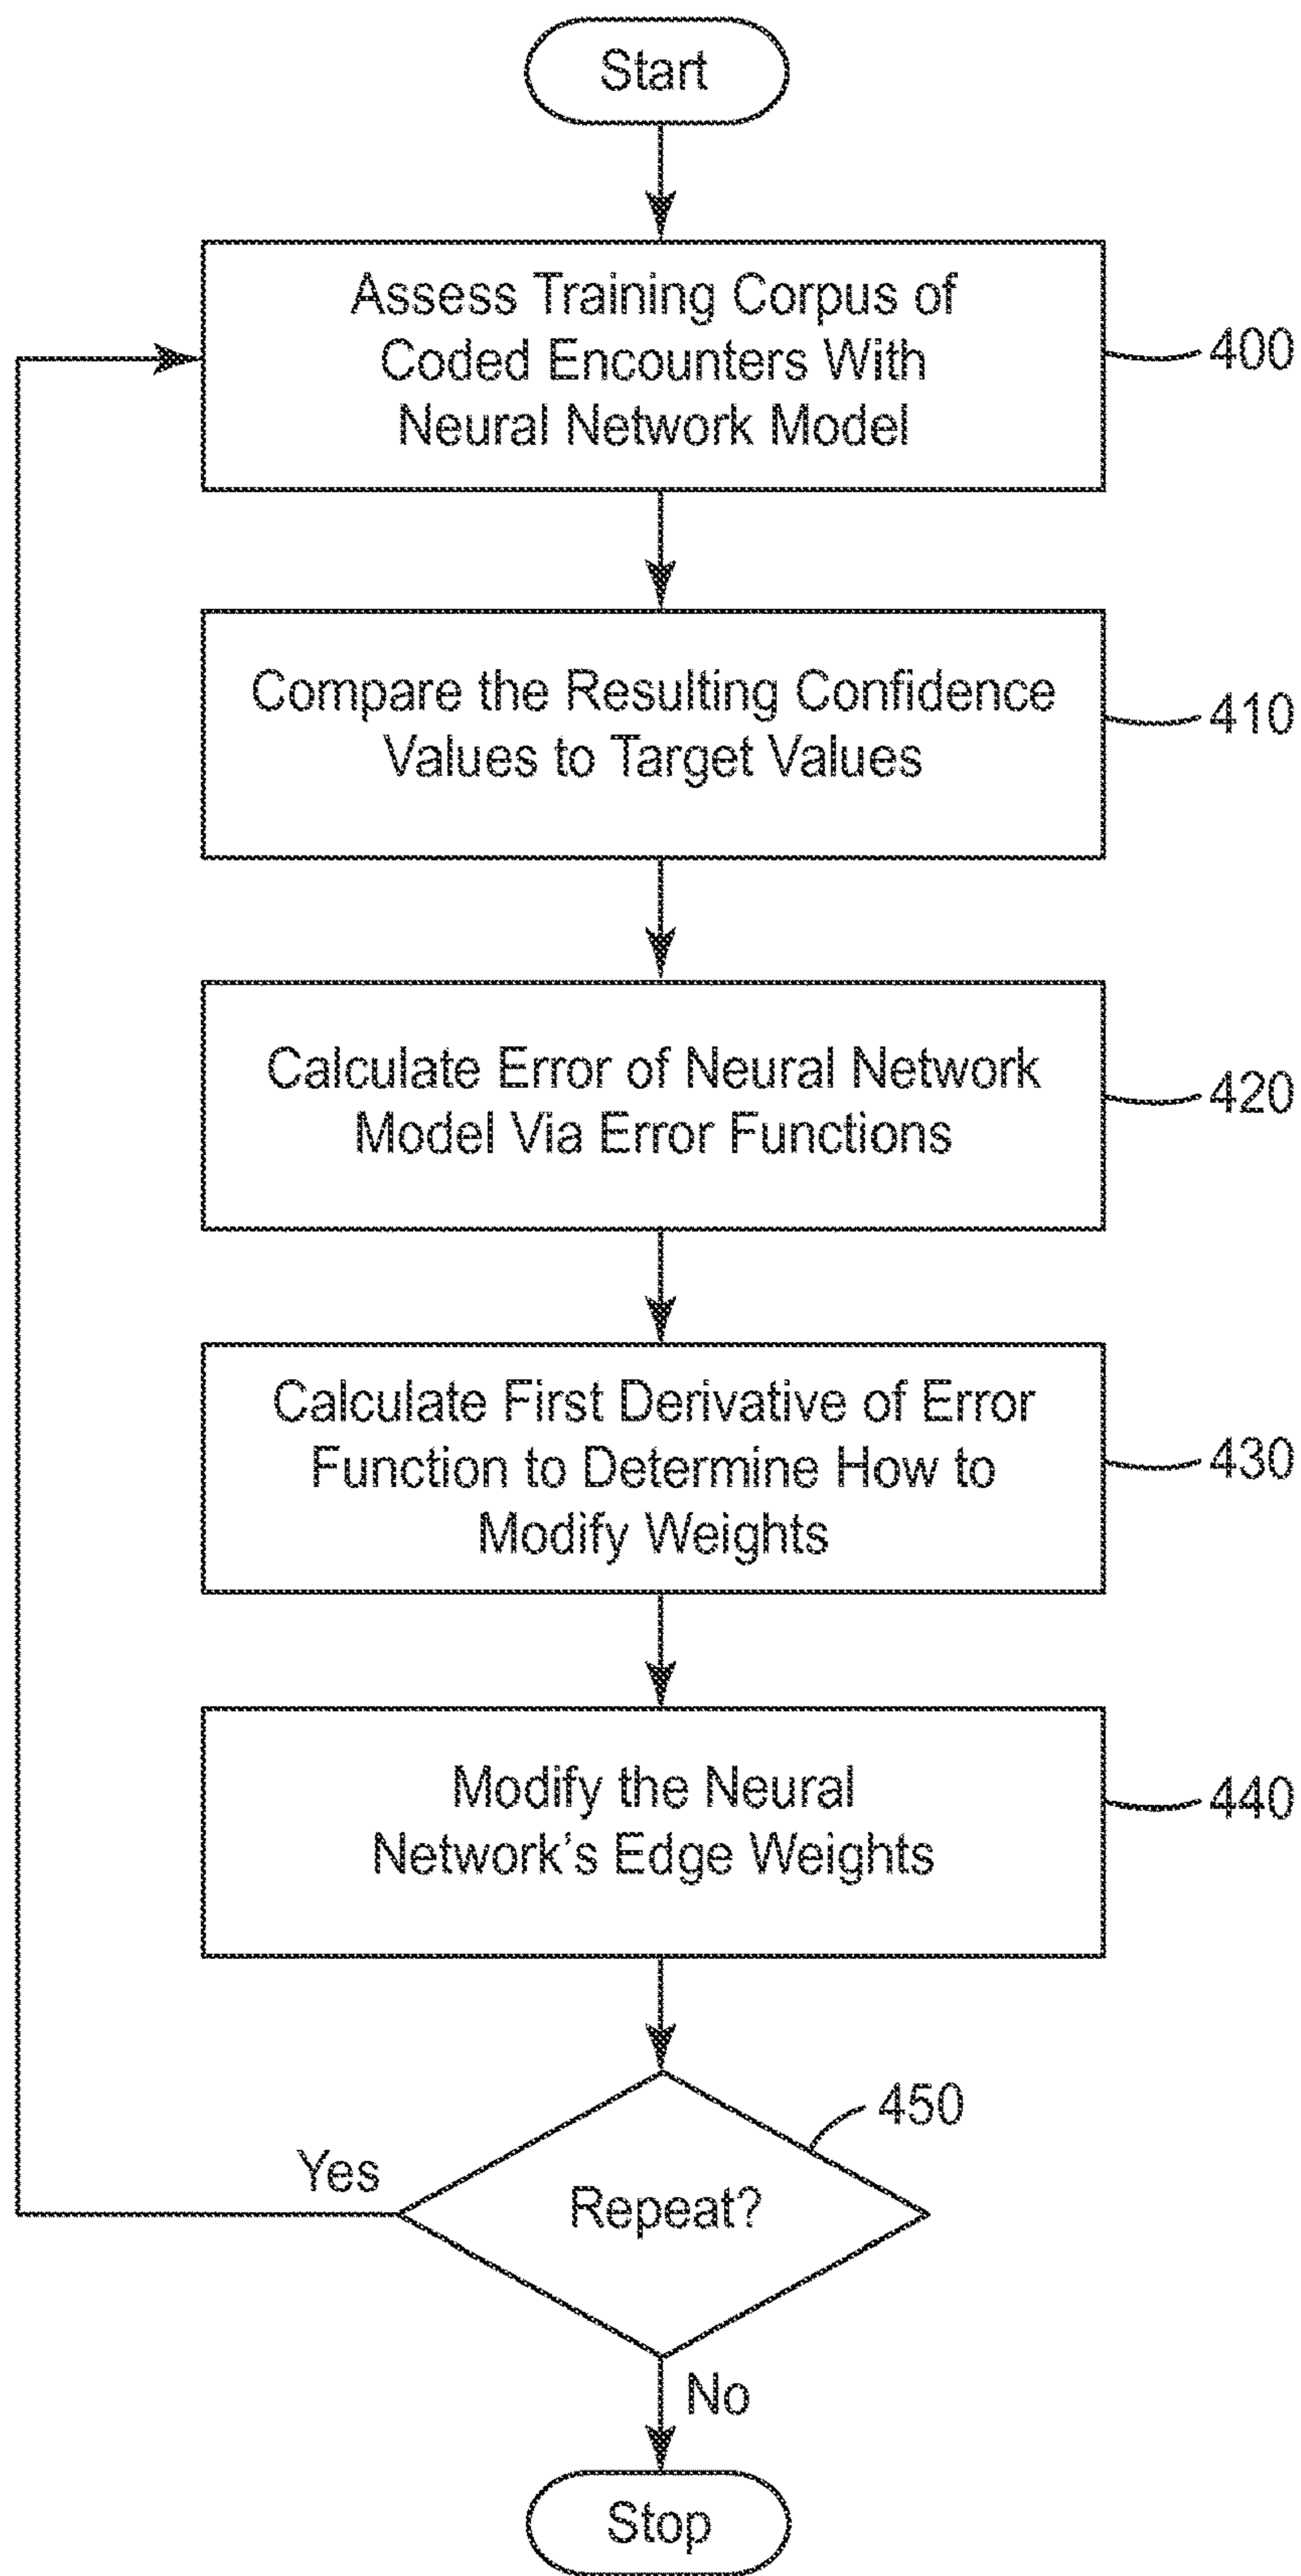 Start
Assess Training Corpus of
Coded Encounters With
Neural Network Model
400
Compare the Resulting Confidence
Values to Target Values
410
Calculate Error of Neural Network
Model Via Error Functions
420
Calculate First Derivative of Error
Function to Determine How to
Modify Weights
430
Modify the Neural
Network's Edge Weights
440
450
Yes
Repeat?
No
Stop